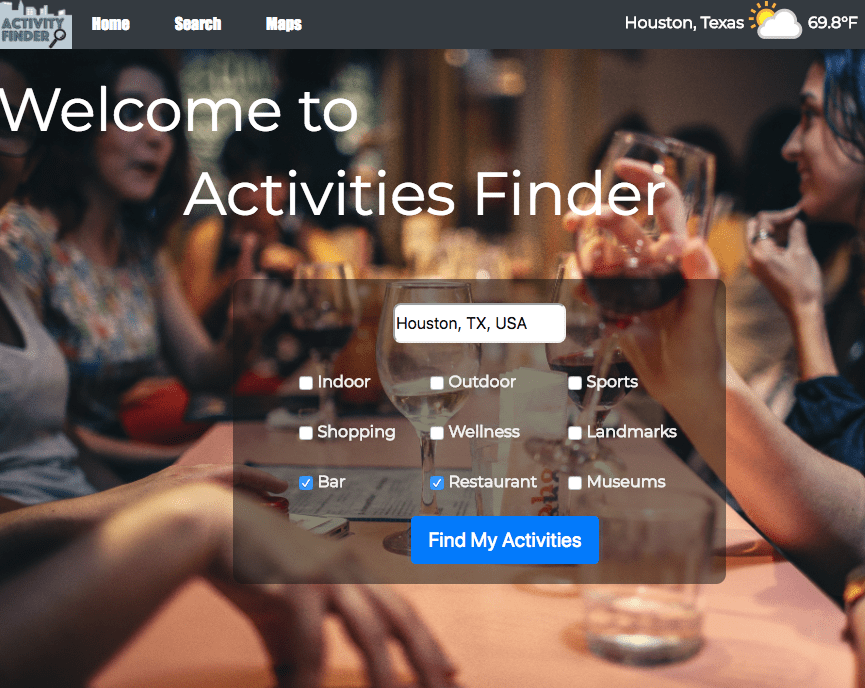 ACTIVITY
FINDER
Home Search Maps
Houston, Texas 69.8°F
Welcome to
Activities Finder
Houston, TX, USA
Indoor Outdoor Sports
Shopping Wellness Landmarks
Bar Restaurant Museums
Find My Activities